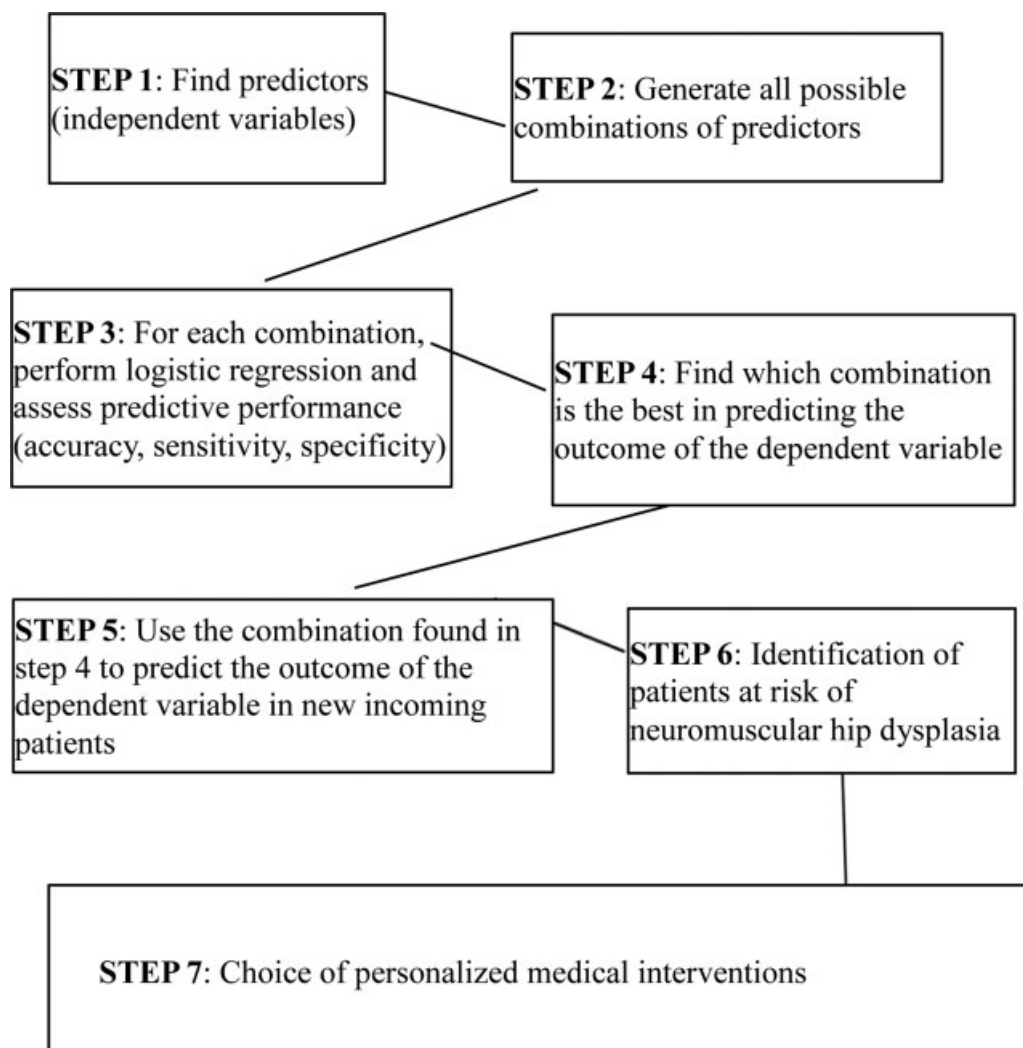 STEP 1: Find predictors
(independent variables)
STEP 2: Generate all possible
combinations of predictors
STEP 3: For each combination,
perform logistic regression and
assess predictive performance
(accuracy, sensitivity, specificity)
STEP 4: Find which combination
is the best in predicting the
outcome of the dependent variable
STEP 5: Use the combination found in
step 4 to predict the outcome of the
dependent variable in new incoming
patients
STEP 6: Identification of
patients at risk of
neuromuscular hip dysplasia
STEP 7: Choice of personalized medical interventions